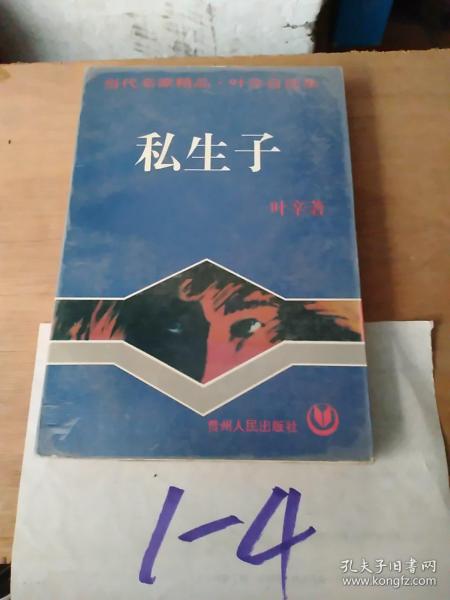 当代名家精品·叶辛自选集
私生子
叶辛著
贵州人民出版社
1-4
孔夫子旧书网
www.kongfz.com